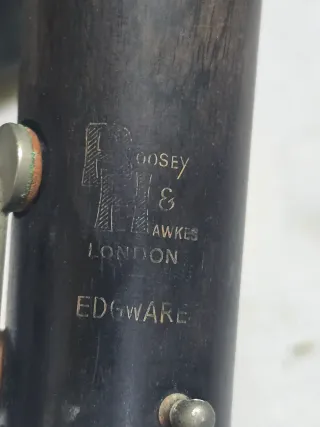 BOOSEY
&
HAWKES
LONDON
EDGWARE